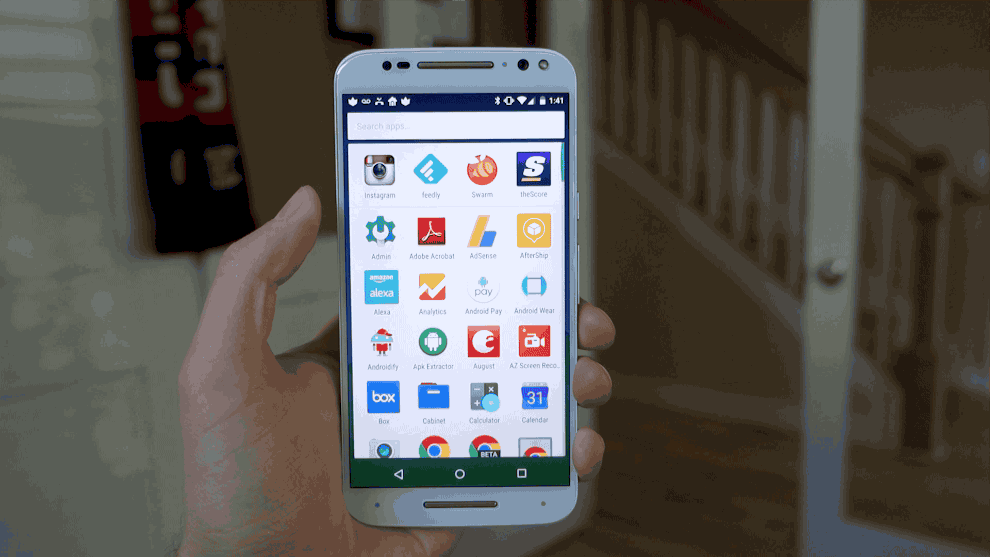 1:41
Search apps...
S
Instagram feedly Swarm theScore
Admin Adobe Acrobat AdSense AfterShip
amazon
alexa
pay
Alexa Analytics Android Pay Android Wear
Androidify Apk Extractor August AZ Screen Reco...
box
31
Box Cabinet Calculator Calendar
BETA